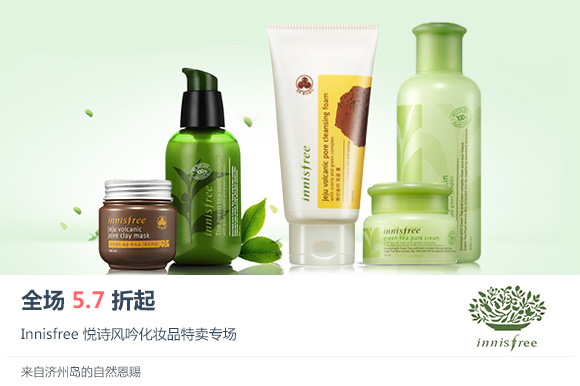 innisfree
jeju volcanic
pore clay mask
innisfree
innisfree
Jeju volcanic pore cleansing foam
innisfree
green tea pure cream
全场 5.7 折起
Innisfree 悦诗风吟化妆品特卖专场
来自济州岛的自然恩赐
innisfree